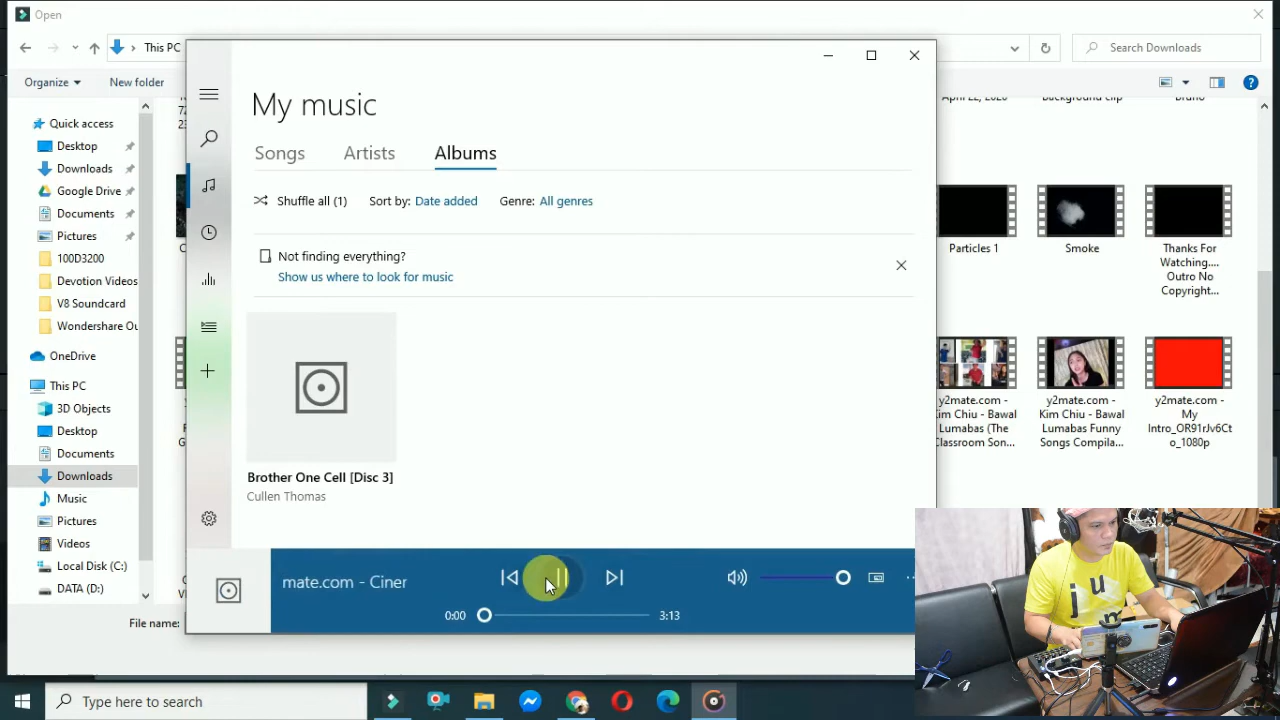 Open
This PC
Search Downloads
Organize
New folder
Quick access
Desktop
Downloads
Google Drive
Documents
Pictures
100D3200
Devotion Videos
V8 Soundcard
Wondershare Ou
OneDrive
This PC
3D Objects
Desktop
Documents
Downloads
Music
Pictures
Videos
Local Disk (C:)
DATA (D:)
File name:
My music
Songs
Artists
Albums
Shuffle all (1)
Sort by: Date added
Genre: All genres
Not finding everything?
Show us where to look for music
Brother One Cell [Disc 3]
Cullen Thomas
mate.com - Ciner
0:00
3:13
April 22, 2020
Background clip
Bruno
Particles 1
Smoke
Thanks For
Watching....
Outro No
Copyright...
y2mate.com -
Kim Chiu - Bawal
Lumabas (The
Classroom Son...
y2mate.com -
Kim Chiu - Bawal
Lumabas Funny
Songs Compila...
y2mate.com -
My
Intro_OR91rJv6Ct
o_1080p
ju
Type here to search